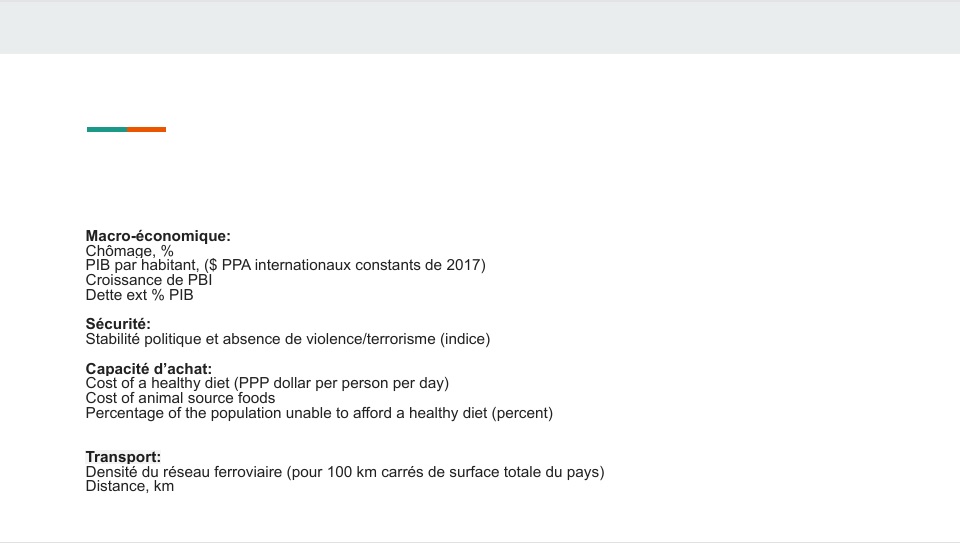 Macro-économique:
Chômage, %
PIB par habitant, ($ PPA internationaux constants de 2017)
Croissance de PBI
Dette ext % PIB
Sécurité:
Stabilité politique et absence de violence/terrorisme (indice)
Capacité d’achat:
Cost of a healthy diet (PPP dollar per person per day)
Cost of animal source foods
Percentage of the population unable to afford a healthy diet (percent)
Transport:
Densité du réseau ferroviaire (pour 100 km carrés de surface totale du pays)
Distance, km